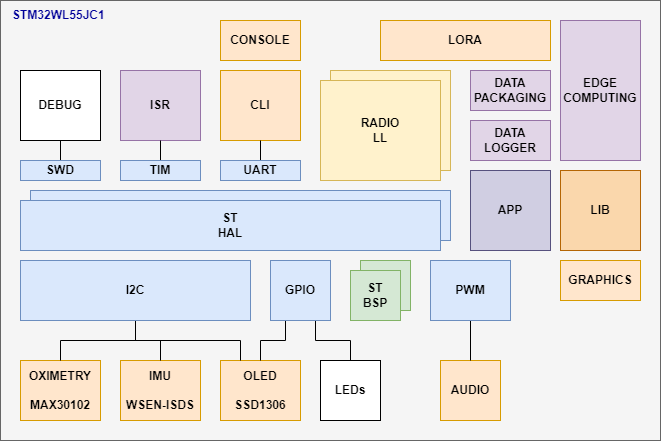 STM32WL55JC1
CONSOLE
LORA
DEBUG
ISR
CLI
RADIO
LL
DATA
PACKAGING
EDGE
COMPUTING
DATA
LOGGER
SWD
TIM
UART
ST
HAL
APP
LIB
I2C
GPIO
ST
BSP
PWM
GRAPHICS
OXIMETRY
MAX30102
IMU
WSEN-ISDS
OLED
SSD1306
LEDs
AUDIO